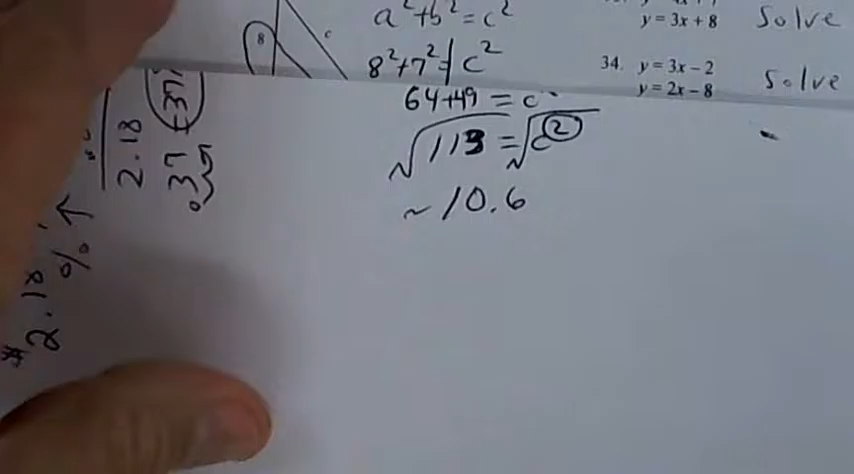 a² + b² = c²
8² + 7² = c²
64 + 49 = c
√113 = √c²
~ 10.6
8
c
y = 3x + 8 Solve
34. y = 3x – 2
y = 2x – 8 Solve
2.18
.37
$2.18
% ↑